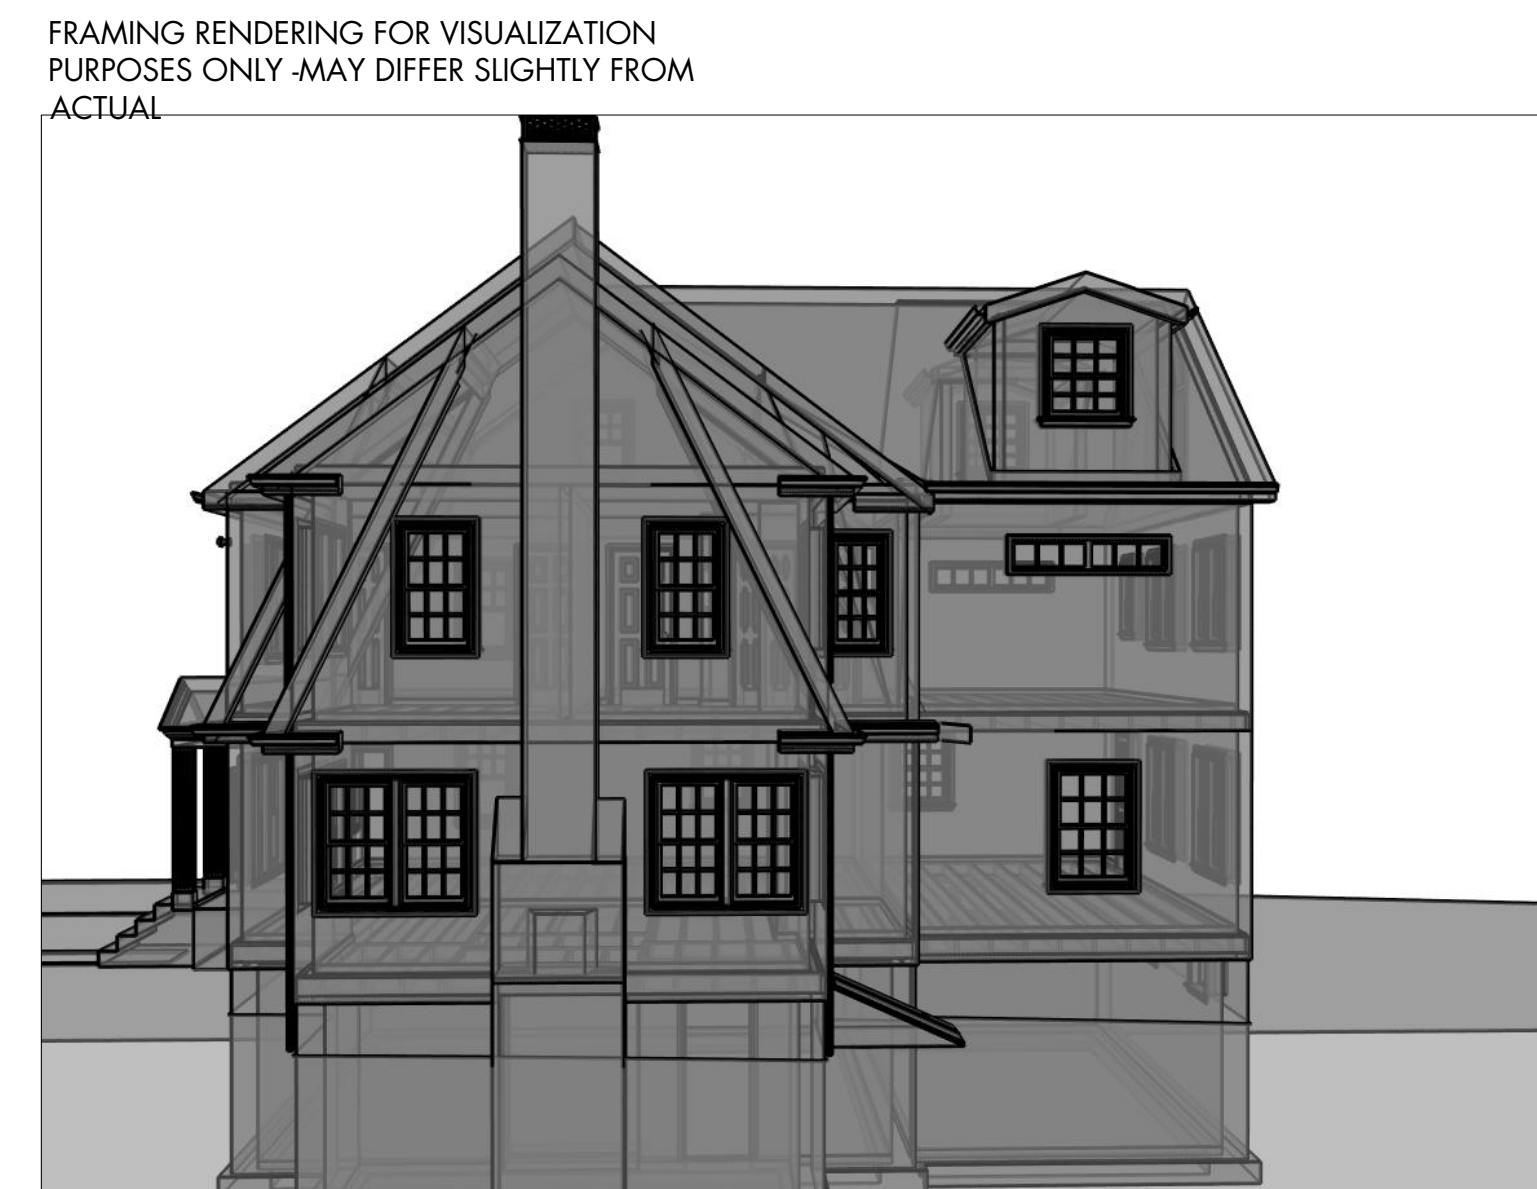 FRAMING RENDERING FOR VISUALIZATION
PURPOSES ONLY -MAY DIFFER SLIGHTLY FROM
ACTUAL